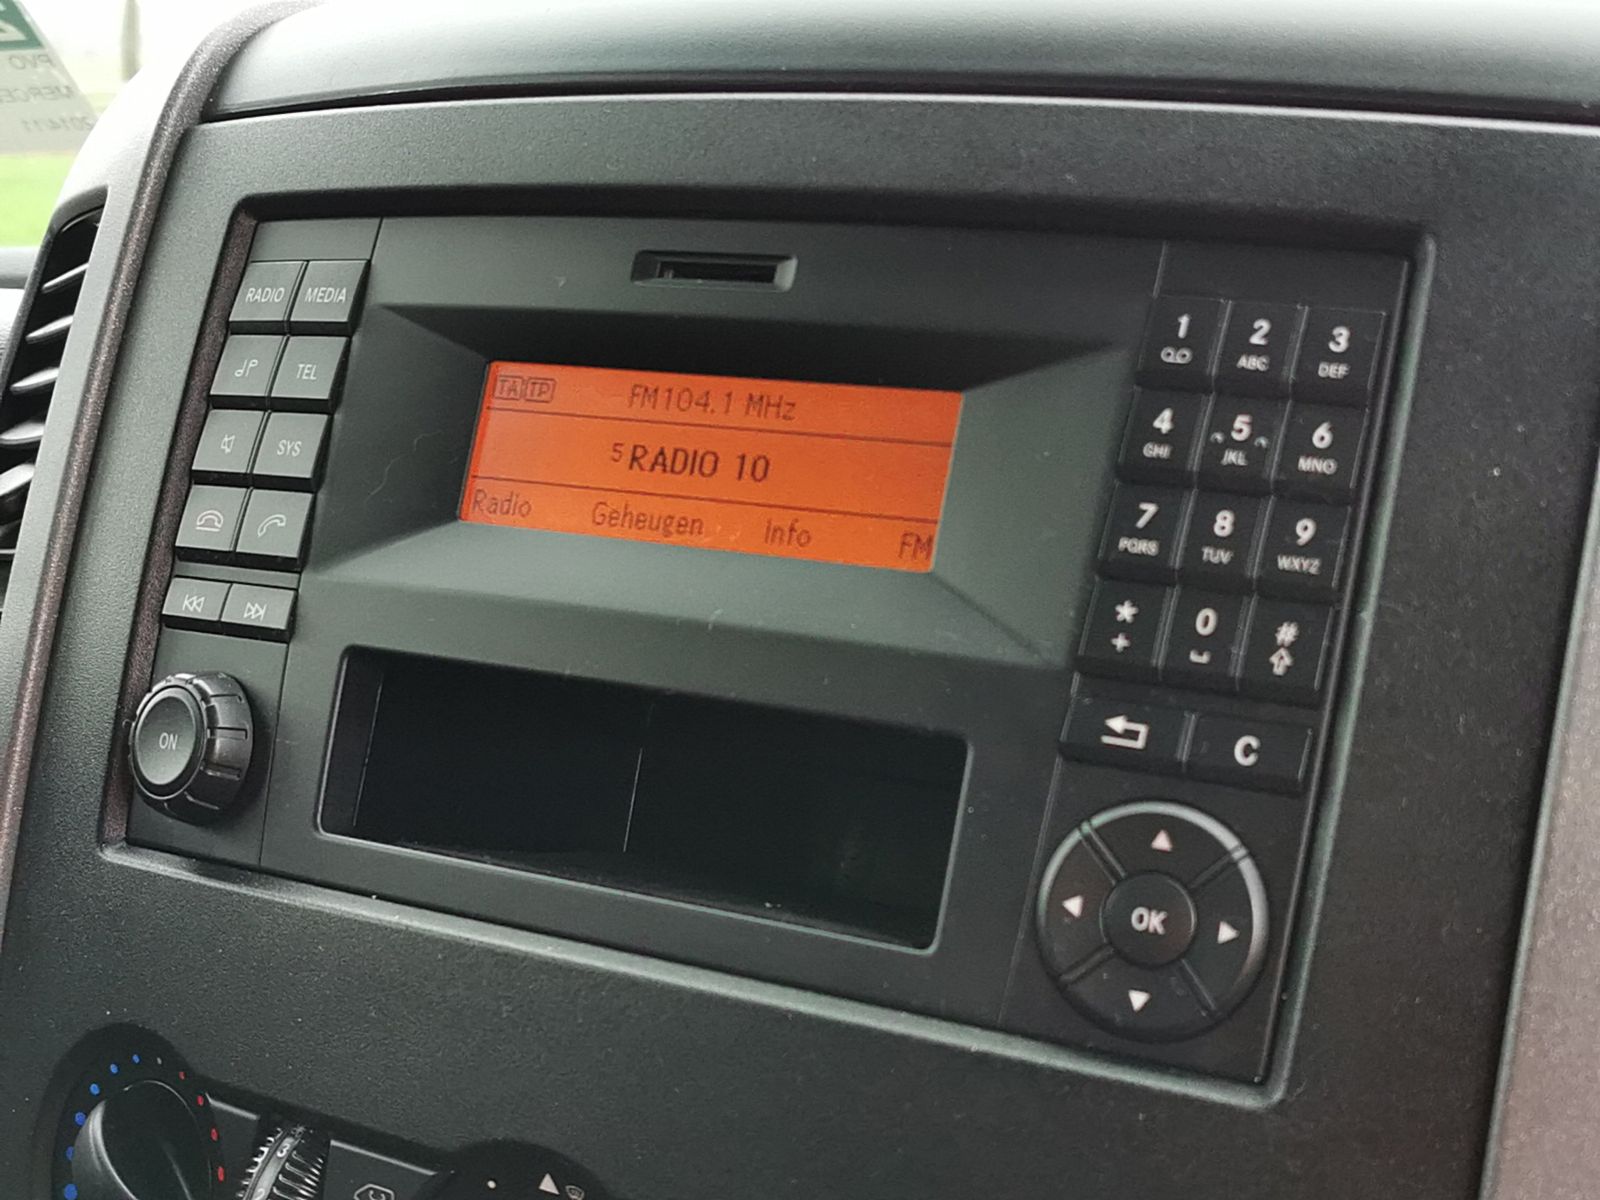 RADIO MEDIA
TEL
SYS
ON
TA TP FM104.1 MHz
5 RADIO 10
Radio Geheugen Info FM
1 2 ABC 3 DEF
4 GHI 5 JKL 6 MNO
7 PQRS 8 TUV 9 WXYZ
* + 0 #
C
OK